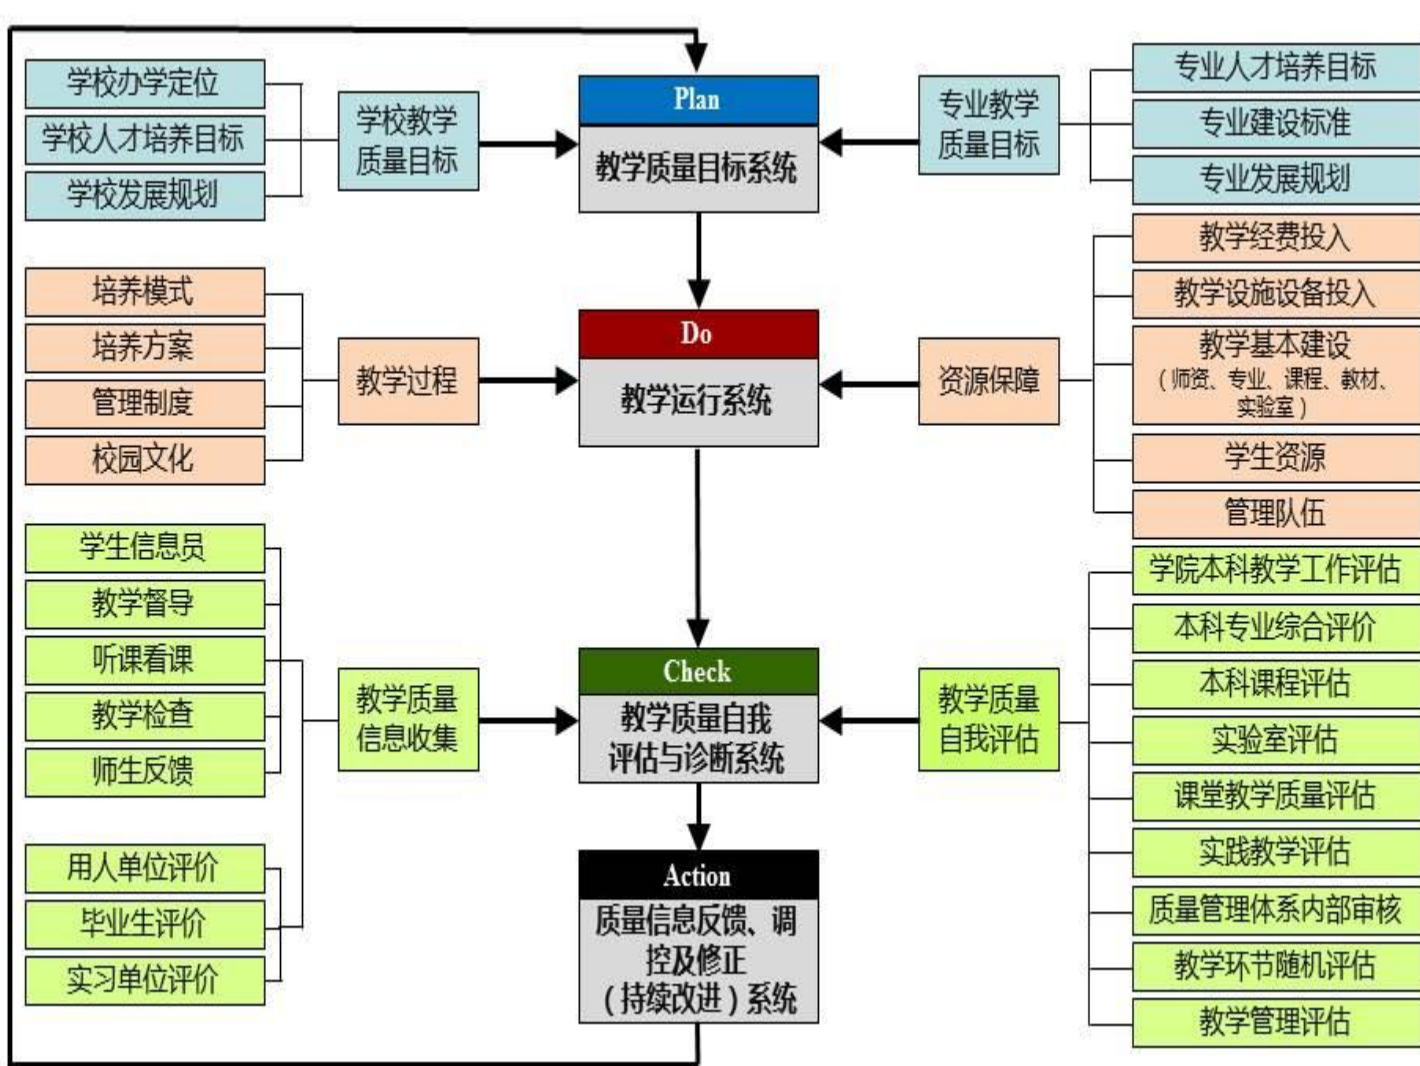 Plan
教学质量目标系统
学校教学
质量目标
学校办学定位
学校人才培养目标
学校发展规划
专业教学
质量目标
专业人才培养目标
专业建设标准
专业发展规划
Do
教学运行系统
教学过程
培养模式
培养方案
管理制度
校园文化
资源保障
教学经费投入
教学设施设备投入
教学基本建设
(师资、专业、课程、教材、
实验室)
学生资源
管理队伍
Check
教学质量自我
评估与诊断系统
教学质量
信息收集
学生信息员
教学督导
听课看课
教学检查
师生反馈
用人单位评价
毕业生评价
实习单位评价
教学质量
自我评估
学院本科教学工作评估
本科专业综合评价
本科课程评估
实验室评估
课堂教学质量评估
实践教学评估
质量管理体系内部审核
教学环节随机评估
教学管理评估
Action
质量信息反馈、调
控及修正
(持续改进)系统